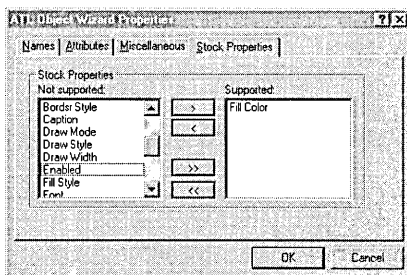 ATL Object Wizard Properties
Names Attributes Miscellaneous Stock Properties
Stock Properties
Not supported: Supported:
Border Style
Caption
Draw Mode
Draw Style
Draw Width
Enabled
Fill Style
Font
>
<
>>
<<
Fill Color
OK Cancel